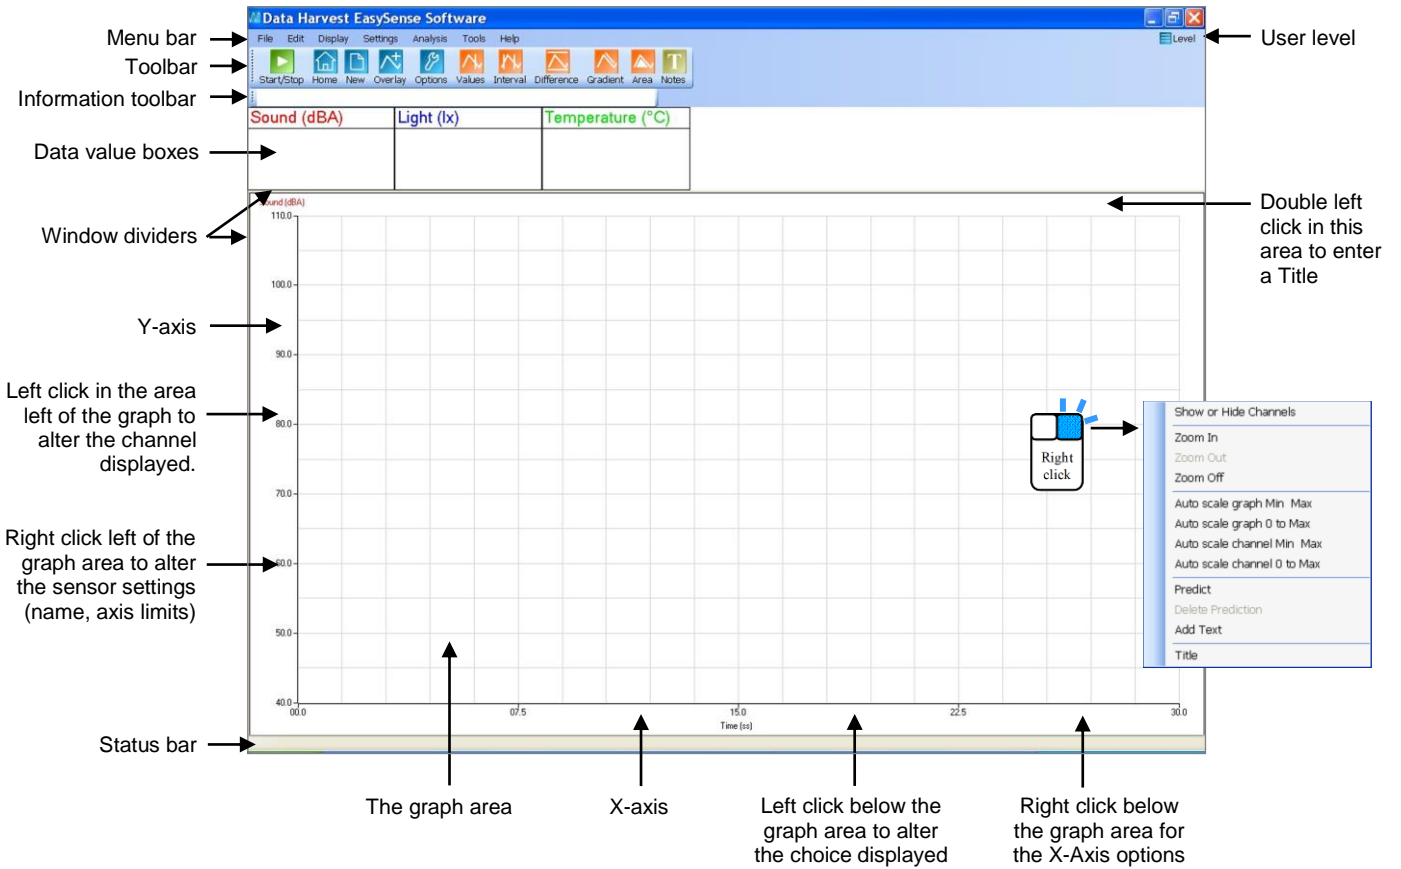 Data Harvest EasySense Software
Menu bar
File Edit Display Settings Analysis Tools Help
Level
User level
Toolbar
Start/Stop Home New Overlay Options Values Interval Difference Gradient Area Notes
Information toolbar
Sound (dBA) Light (lx) Temperature (°C)
Data value boxes
Window dividers
Sound (dBA)
Double left
click in this
area to enter
a Title
110.0
100.0
Y-axis
90.0
Left click in the area
left of the graph to
alter the channel
displayed.
80.0
70.0
Right click left of the
graph area to alter
the sensor settings
(name, axis limits)
60.0
50.0
40.0
Right
click
Show or Hide Channels
Zoom In
Zoom Out
Zoom Off
Auto scale graph Min Max
Auto scale graph 0 to Max
Auto scale channel Min Max
Auto scale channel 0 to Max
Predict
Delete Prediction
Add Text
Title
00.0 07.5 15.0 22.5 30.0
Time (ss)
Status bar
The graph area
X-axis
Left click below the
graph area to alter
the choice displayed
Right click below
the graph area for
the X-Axis options